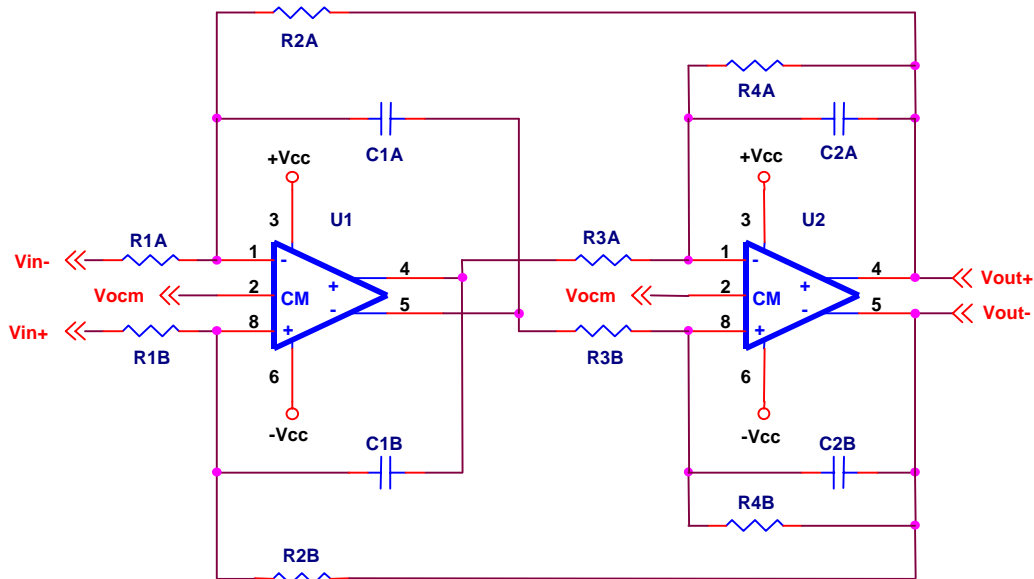 R2A
R4A
C1A
C2A
+Vcc
+Vcc
3
U1
3
U2
R1A
R3A
Vin-
1
-
4
1
-
4
Vout+
+
+
Vocm
2
CM
Vocm
2
CM
-
5
-
5
Vout-
Vin+
8
+
8
+
R1B
R3B
6
6
-Vcc
-Vcc
C1B
C2B
R4B
R2B